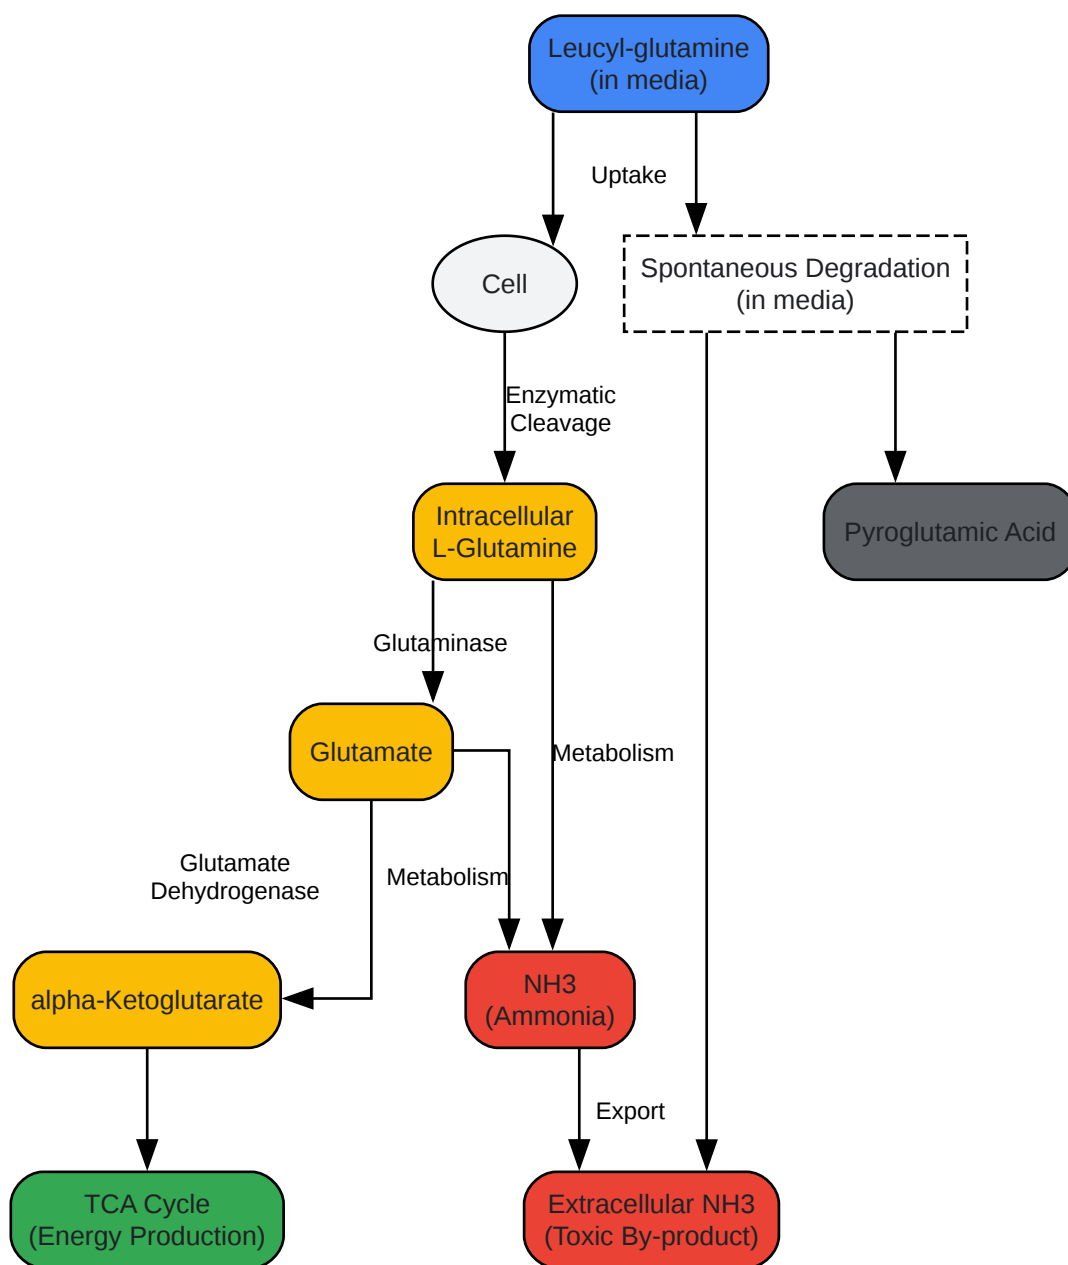 Leucyl-glutamine
(in media)
Uptake
Cell
Spontaneous Degradation
(in media)
Enzymatic
Cleavage
Intracellular
L-Glutamine
Pyroglutamic Acid
Glutaminase
Glutamate
Metabolism
Glutamate
Dehydrogenase
Metabolism
alpha-Ketoglutarate
NH3
(Ammonia)
Export
TCA Cycle
(Energy Production)
Extracellular NH3
(Toxic By-product)